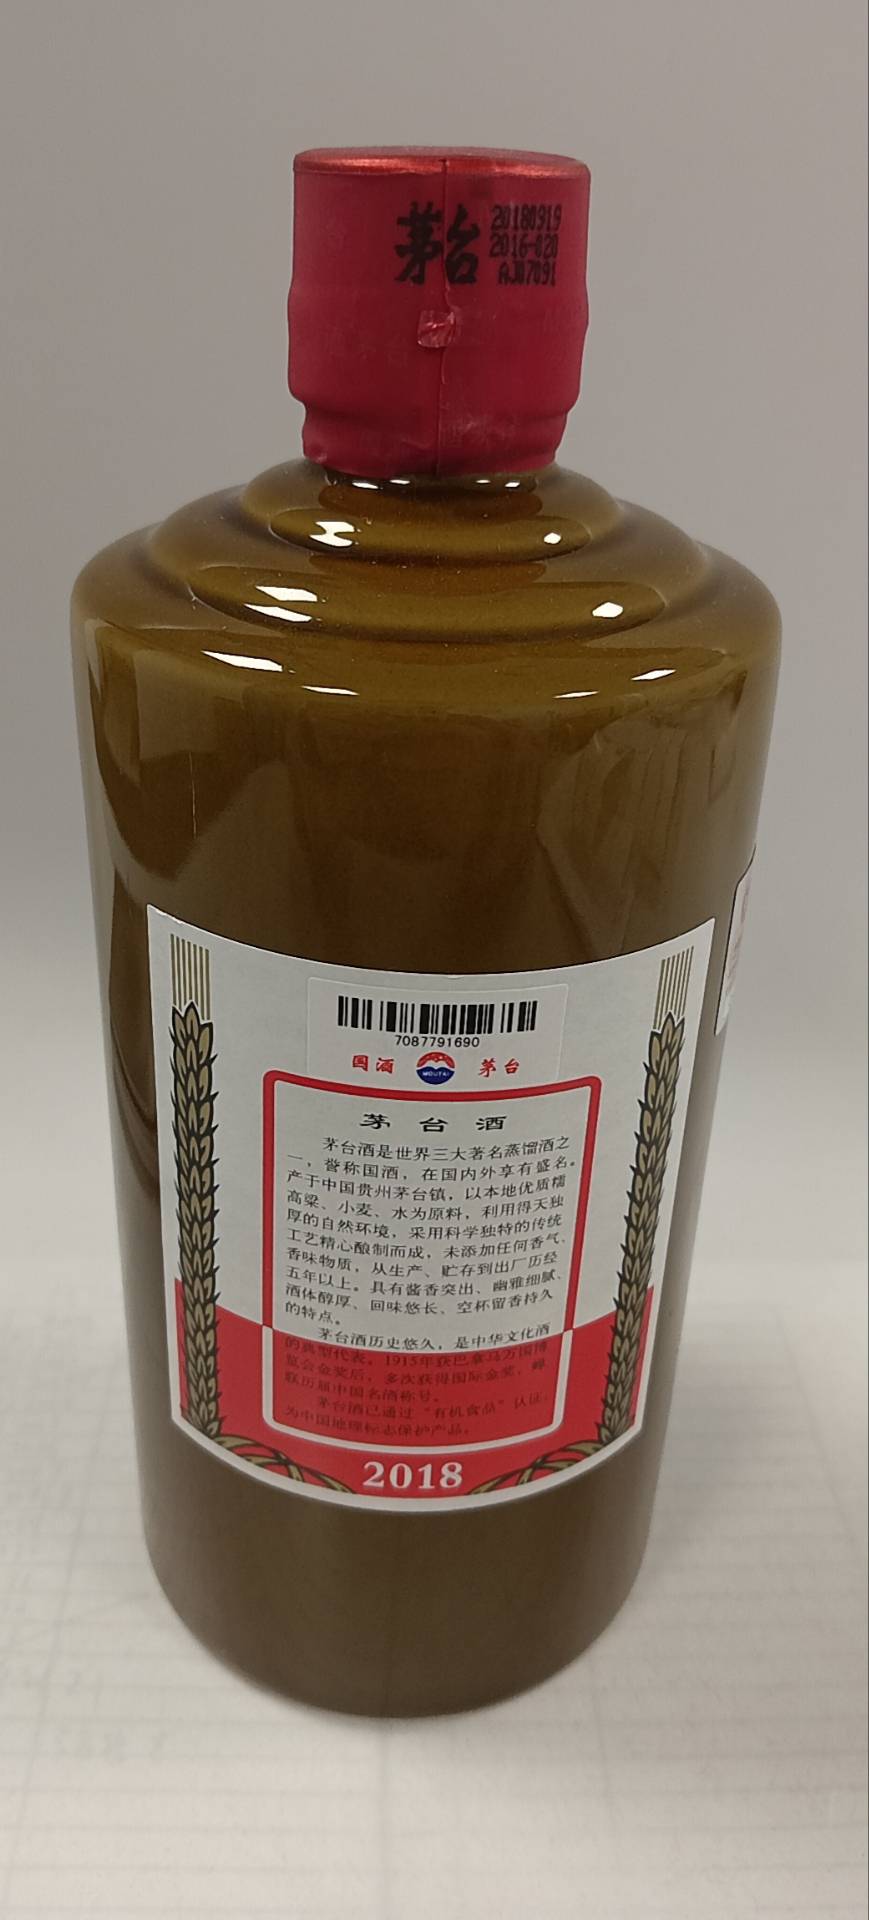 茅台
20180919
2016-020
AJ07091
7087791690
国酒 MOUTAI 茅台
茅台酒
茅台酒是世界三大著名蒸馏酒之
一，誉称国酒，在国内外享有盛名。
产于中国贵州茅台镇，以本地优质糯
高粱、小麦、水为原料，利用得天独
厚的自然环境，采用科学独特的传统
工艺精心酿制而成，未添加任何香气、
香味物质，从生产、贮存到出厂历经
五年以上。具有酱香突出、幽雅细腻、
酒体醇厚、回味悠长、空杯留香持久
的特点。
茅台酒历史悠久，是中华文化酒
的典型代表。1915年获巴拿马万国博
览会金奖后，多次获得国际金奖，蝉
联历届中国名酒称号。
茅台酒已通过“有机食品”认证，
为中国地理标志保护产品。
2018